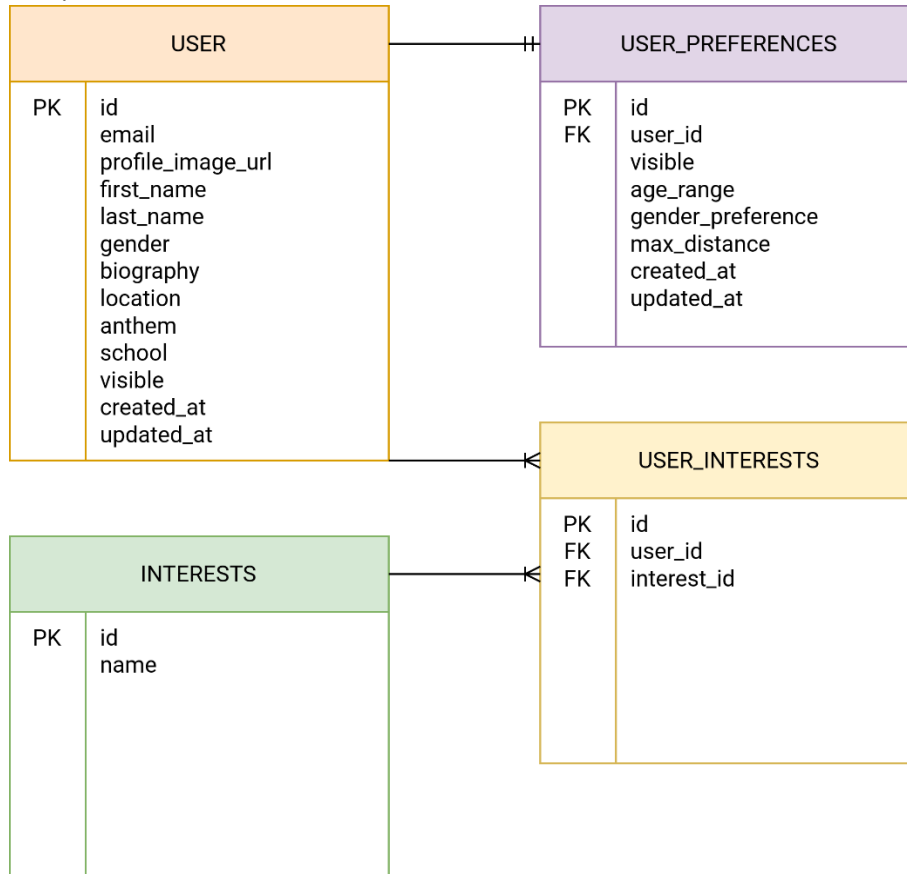 USER
PK id
email
profile_image_url
first_name
last_name
gender
biography
location
anthem
school
visible
created_at
updated_at
USER_PREFERENCES
PK id
FK user_id
visible
age_range
gender_preference
max_distance
created_at
updated_at
USER_INTERESTS
PK id
FK user_id
FK interest_id
INTERESTS
PK id
name